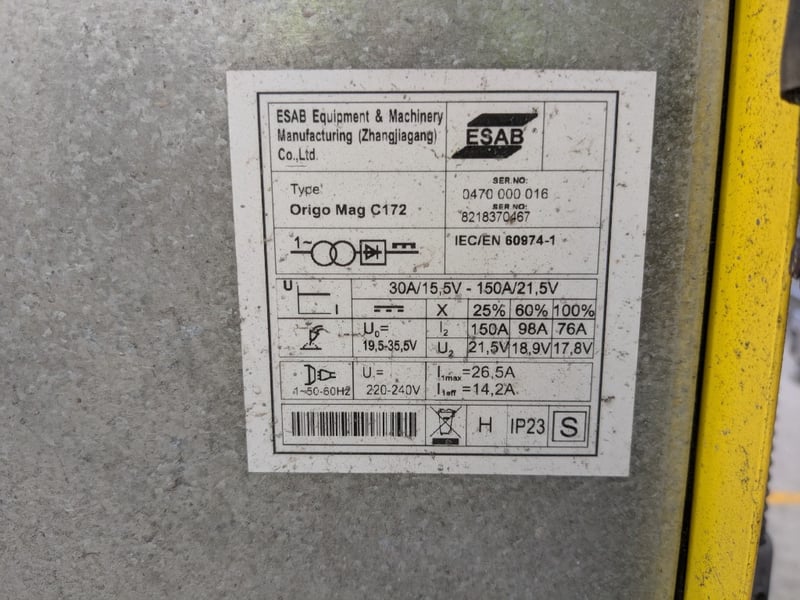 ESAB Equipment & Machinery
Manufacturing (Zhangjiagang)
Co.,Ltd.
ESAB
Type
Origo Mag C172
SER.NO:
0470 000 016
SER NO:
8218370467
1~
IEC/EN 60974-1
U
I
30A/15,5V - 150A/21,5V
X 25% 60% 100%
U₀=
19,5-35,5V
I₂ 150A 98A 76A
U₂ 21,5V 18,9V 17,8V
1~50-60HZ
U₁=
220-240V
I₁max=26,5A
I₁eff=14,2A
H IP23 S